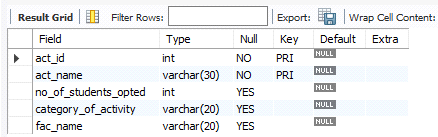 Result Grid Filter Rows: Export: Wrap Cell Content:
Field Type Null Key Default Extra
act_id int NO PRI NULL
act_name varchar(30) NO PRI NULL
no_of_students_opted int YES NULL
category_of_activity varchar(20) YES NULL
fac_name varchar(20) YES NULL